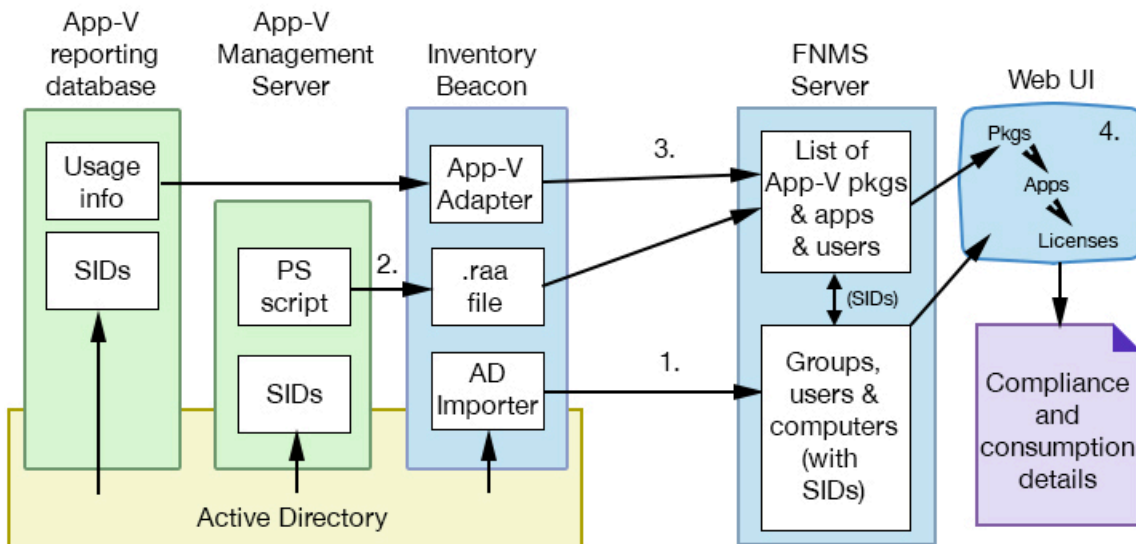 App-V
reporting
database
App-V
Management
Server
Inventory
Beacon
FNMS
Server
Web UI
Usage
info
SIDs
PS
script
SIDs
2.
App-V
Adapter
.raa
file
AD
Importer
3.
1.
List of
App-V pkgs
& apps
& users
(SIDs)
Groups,
users &
computers
(with
SIDs)
4.
Pkgs
Apps
Licenses
Compliance
and
consumption
details
Active Directory